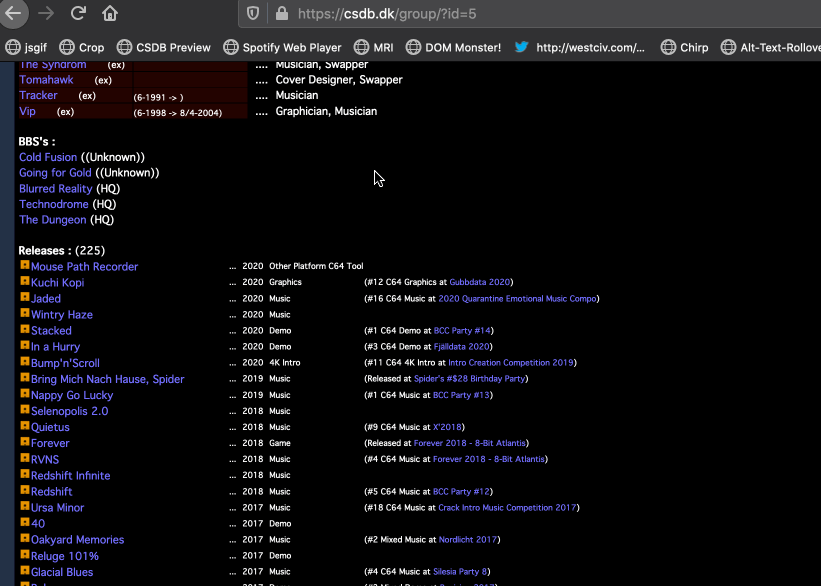 https://csdb.dk/group/?id=5
jsgif Crop CSDB Preview Spotify Web Player MRI DOM Monster! http://westciv.com/... Chirp Alt-Text-Rollove
The Syndrom (ex) .... Musician, Swapper
Tomahawk (ex) .... Cover Designer, Swapper
Tracker (ex) (6-1991 -> ) .... Musician
Vip (ex) (6-1998 -> 8/4-2004) .... Graphician, Musician
BBS's :
Cold Fusion ((Unknown))
Going for Gold ((Unknown))
Blurred Reality (HQ)
Technodrome (HQ)
The Dungeon (HQ)
Releases : (225)
Mouse Path Recorder ... 2020 Other Platform C64 Tool
Kuchi Kopi ... 2020 Graphics (#12 C64 Graphics at Gubbdata 2020)
Jaded ... 2020 Music (#16 C64 Music at 2020 Quarantine Emotional Music Compo)
Wintry Haze ... 2020 Music
Stacked ... 2020 Demo (#1 C64 Demo at BCC Party #14)
In a Hurry ... 2020 Demo (#3 C64 Demo at Fjälldata 2020)
Bump'n'Scroll ... 2020 4K Intro (#11 C64 4K Intro at Intro Creation Competition 2019)
Bring Mich Nach Hause, Spider ... 2019 Music (Released at Spider's #$28 Birthday Party)
Nappy Go Lucky ... 2019 Music (#1 C64 Music at BCC Party #13)
Selenopolis 2.0 ... 2018 Music
Quietus ... 2018 Music (#9 C64 Music at X'2018)
Forever ... 2018 Game (Released at Forever 2018 - 8-Bit Atlantis)
RVNS ... 2018 Music (#4 C64 Music at Forever 2018 - 8-Bit Atlantis)
Redshift Infinite ... 2018 Music
Redshift ... 2018 Music (#5 C64 Music at BCC Party #12)
Ursa Minor ... 2017 Music (#18 C64 Music at Crack Intro Music Competition 2017)
40 ... 2017 Demo
Oakyard Memories ... 2017 Music (#2 Mixed Music at Nordlicht 2017)
Reluge 101% ... 2017 Demo
Glacial Blues ... 2017 Music (#4 C64 Music at Silesia Party 8)